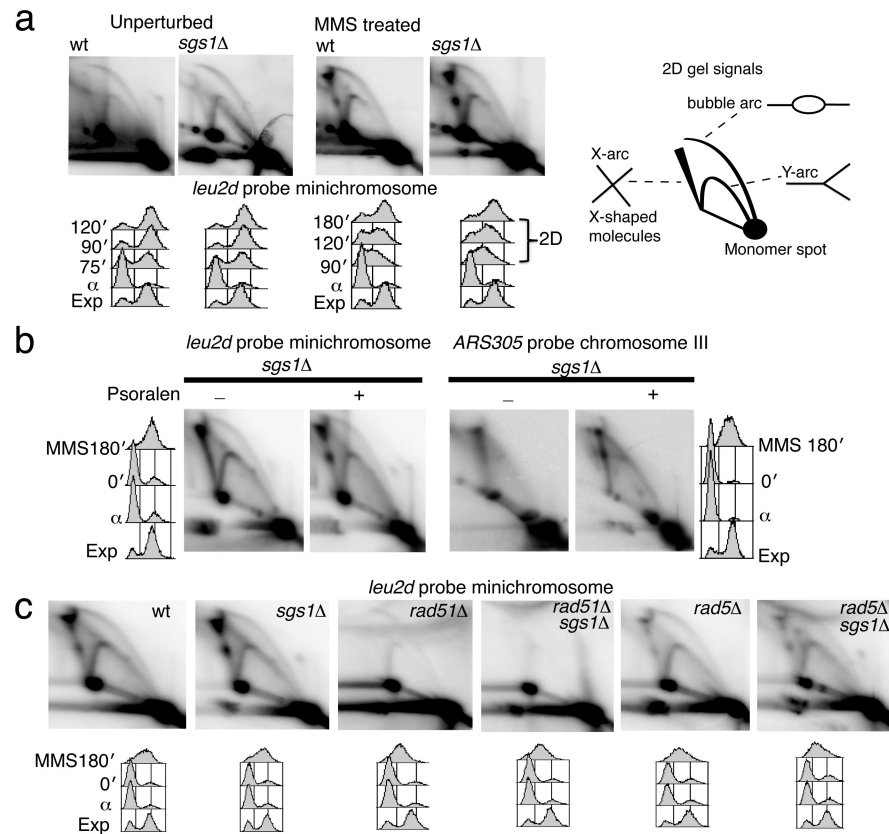 a
Unperturbed
MMS treated
wt
sgs1Δ
wt
sgs1Δ
2D gel signals
bubble arc
X-arc
Y-arc
X-shaped
molecules
Monomer spot
leu2d probe minichromosome
120′
90′
75′
α
Exp
180′
120′
90′
α
Exp
2D
b
leu2d probe minichromosome
ARS305 probe chromosome III
sgs1Δ
sgs1Δ
Psoralen
–
+
–
+
MMS180′
0′
α
Exp
MMS 180′
0′
α
Exp
leu2d probe minichromosome
c
wt
sgs1Δ
rad51Δ
rad51Δ
sgs1Δ
rad5Δ
rad5Δ
sgs1Δ
MMS180′
0′
α
Exp